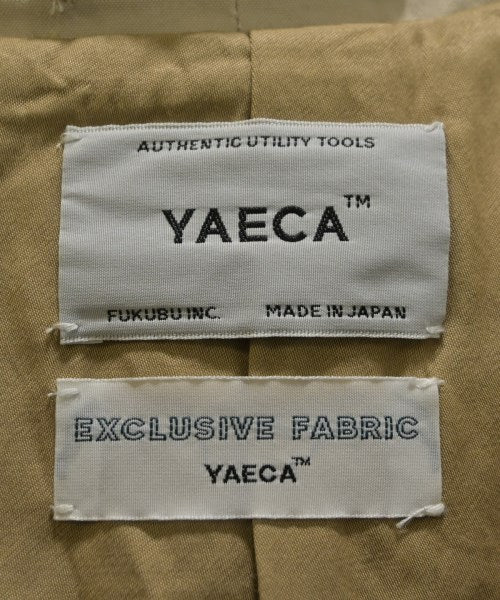 AUTHENTIC UTILITY TOOLS
YAECA™
FUKUBU INC. MADE IN JAPAN
EXCLUSIVE FABRIC
YAECA™